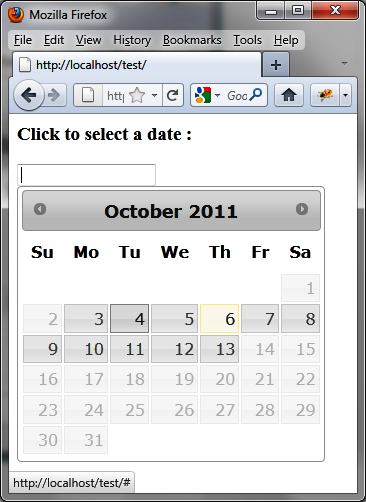 Mozilla Firefox
File Edit View History Bookmarks Tools Help
http://localhost/test/
http Goo
Click to select a date :
October 2011
Su Mo Tu We Th Fr Sa
1
2 3 4 5 6 7 8
9 10 11 12 13 14 15
16 17 18 19 20 21 22
23 24 25 26 27 28 29
30 31
http://localhost/test/#